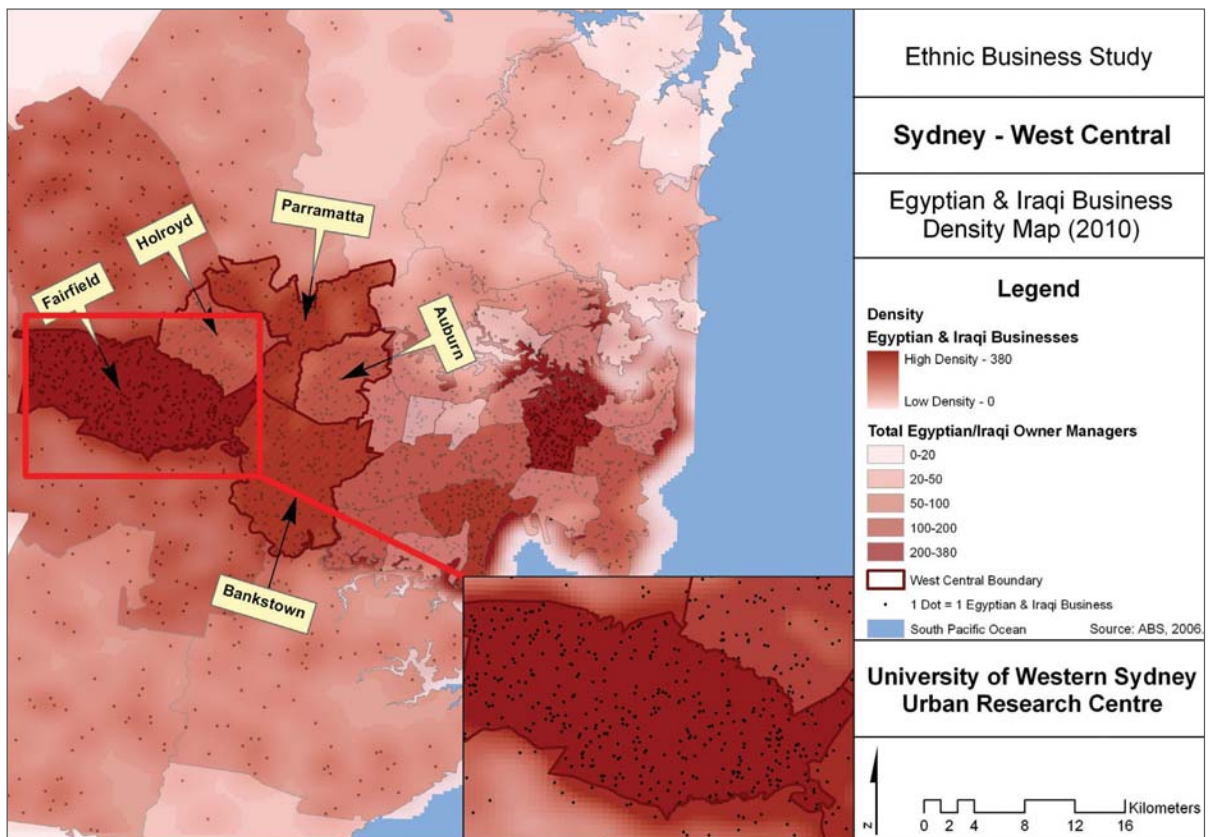 Parramatta
Holroyd
Fairfield
Auburn
Bankstown
Ethnic Business Study
Sydney - West Central
Egyptian & Iraqi Business
Density Map (2010)
Legend
Density
Egyptian & Iraqi Businesses
High Density - 380
Low Density - 0
Total Egyptian/Iraqi Owner Managers
0-20
20-50
50-100
100-200
200-380
West Central Boundary
1 Dot = 1 Egyptian & Iraqi Business
South Pacific Ocean Source: ABS, 2006.
University of Western Sydney
Urban Research Centre
N
Kilometers
0 2 4 8 12 16